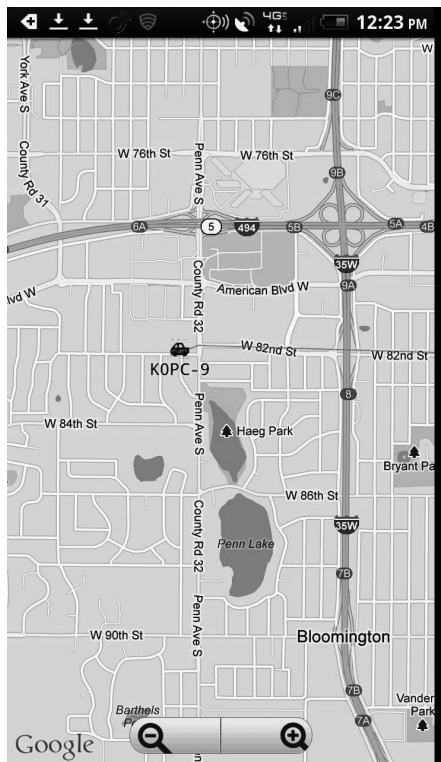 4G
12:23 PM
W
York Ave S
9C
W 76th St
Penn Ave S
W 76th St
9B
County Rd 31
6A
5
494
5B
5A
4B
35W
County Rd 32
American Blvd W
9A
lvd W
W 82nd St
W 82nd St
K0PC-9
8
Penn Ave S
W 84th St
Haeg Park
Bryant Pa
W 86th St
35W
County Rd 32
Penn Lake
7B
Penn Ave S
W 90th St
Bloomington
7B
Vander
Park
Barthels
7A
Google